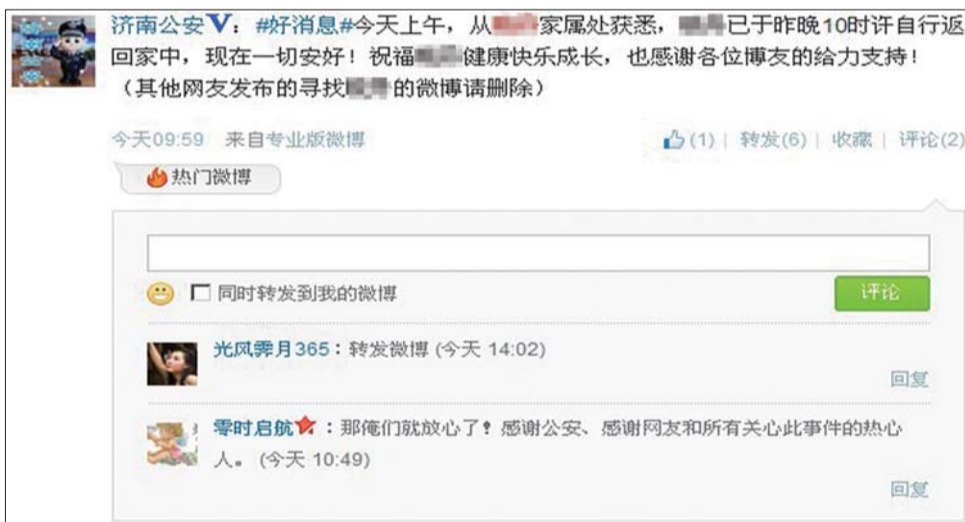 济南公安V：#好消息#今天上午，从家属处获悉，已于昨晚10时许自行返
回家中，现在一切安好！祝福健康快乐成长，也感谢各位博友的给力支持！
（其他网友发布的寻找的微博请删除）
今天09:59 来自专业版微博 (1) | 转发(6) | 收藏 | 评论(2)
热门微博
同时转发到我的微博 评论
光风霁月365：转发微博 (今天 14:02)
回复
零时启航：那俺们就放心了！感谢公安、感谢网友和所有关心此事件的热心
人。 (今天 10:49)
回复